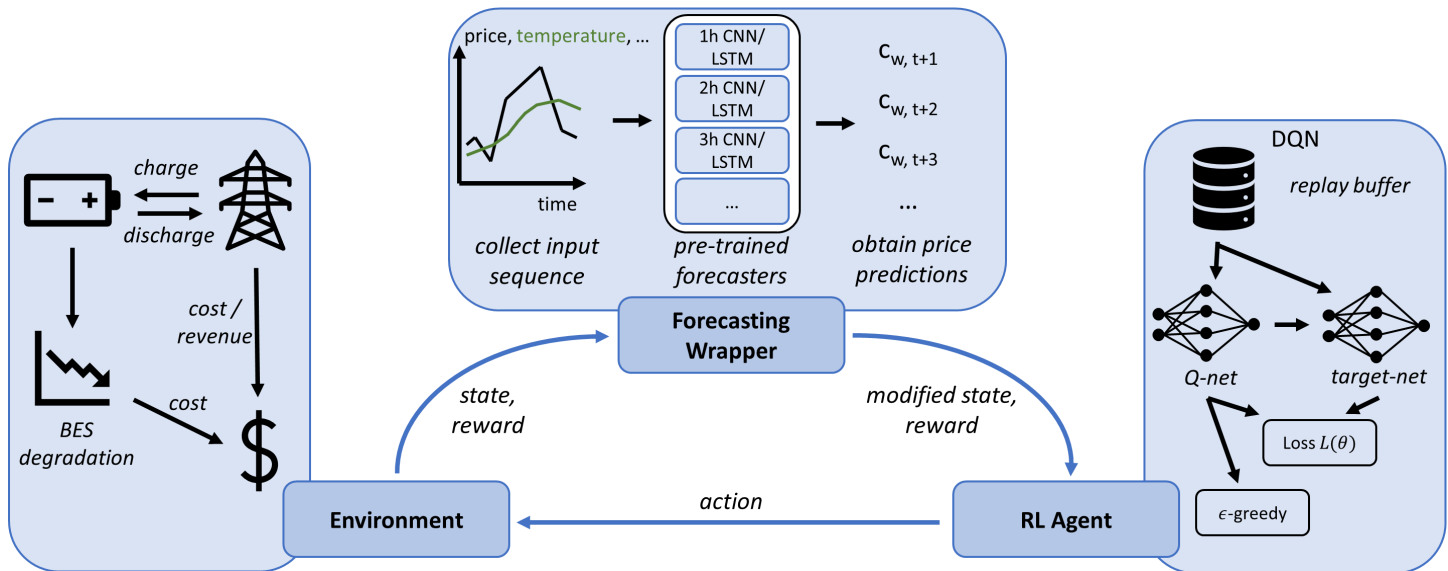 price, temperature, ...
time
collect input
sequence
1h CNN/
LSTM
2h CNN/
LSTM
3h CNN/
LSTM
...
pre-trained
forecasters
c_{w, t+1}
c_{w, t+2}
c_{w, t+3}
...
obtain price
predictions
Forecasting
Wrapper
charge
discharge
cost /
revenue
BES
degradation
cost
$
Environment
state,
reward
modified state,
reward
action
RL Agent
DQN
replay buffer
Q-net
target-net
Loss L(θ)
ϵ-greedy